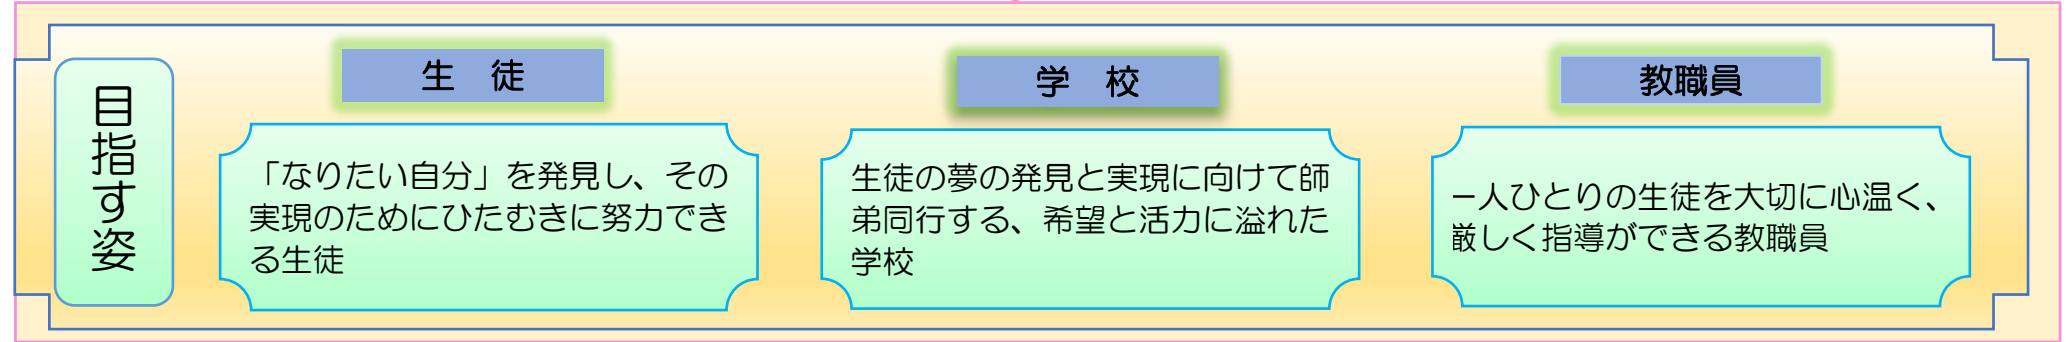 目指す姿
生　徒
「なりたい自分」を発見し、その
実現のためにひたむきに努力でき
る生徒
学　校
生徒の夢の発見と実現に向けて師
弟同行する、希望と活力に溢れた
学校
教職員
一人ひとりの生徒を大切に心温く、
厳しく指導ができる教職員